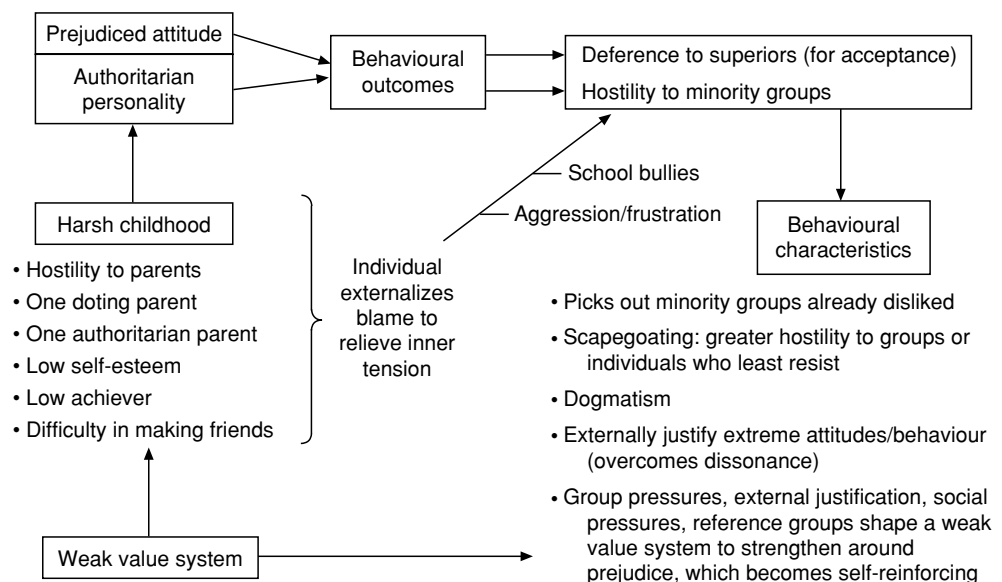 Prejudiced attitude
Authoritarian
personality
Behavioural
outcomes
Deference to superiors (for acceptance)
Hostility to minority groups
School bullies
Aggression/frustration
Harsh childhood
• Hostility to parents
• One doting parent
• One authoritarian parent
• Low self-esteem
• Low achiever
• Difficulty in making friends
Individual
externalizes
blame to
relieve inner
tension
Behavioural
characteristics
• Picks out minority groups already disliked
• Scapegoating: greater hostility to groups or
individuals who least resist
• Dogmatism
• Externally justify extreme attitudes/behaviour
(overcomes dissonance)
• Group pressures, external justification, social
pressures, reference groups shape a weak
value system to strengthen around
prejudice, which becomes self-reinforcing
Weak value system